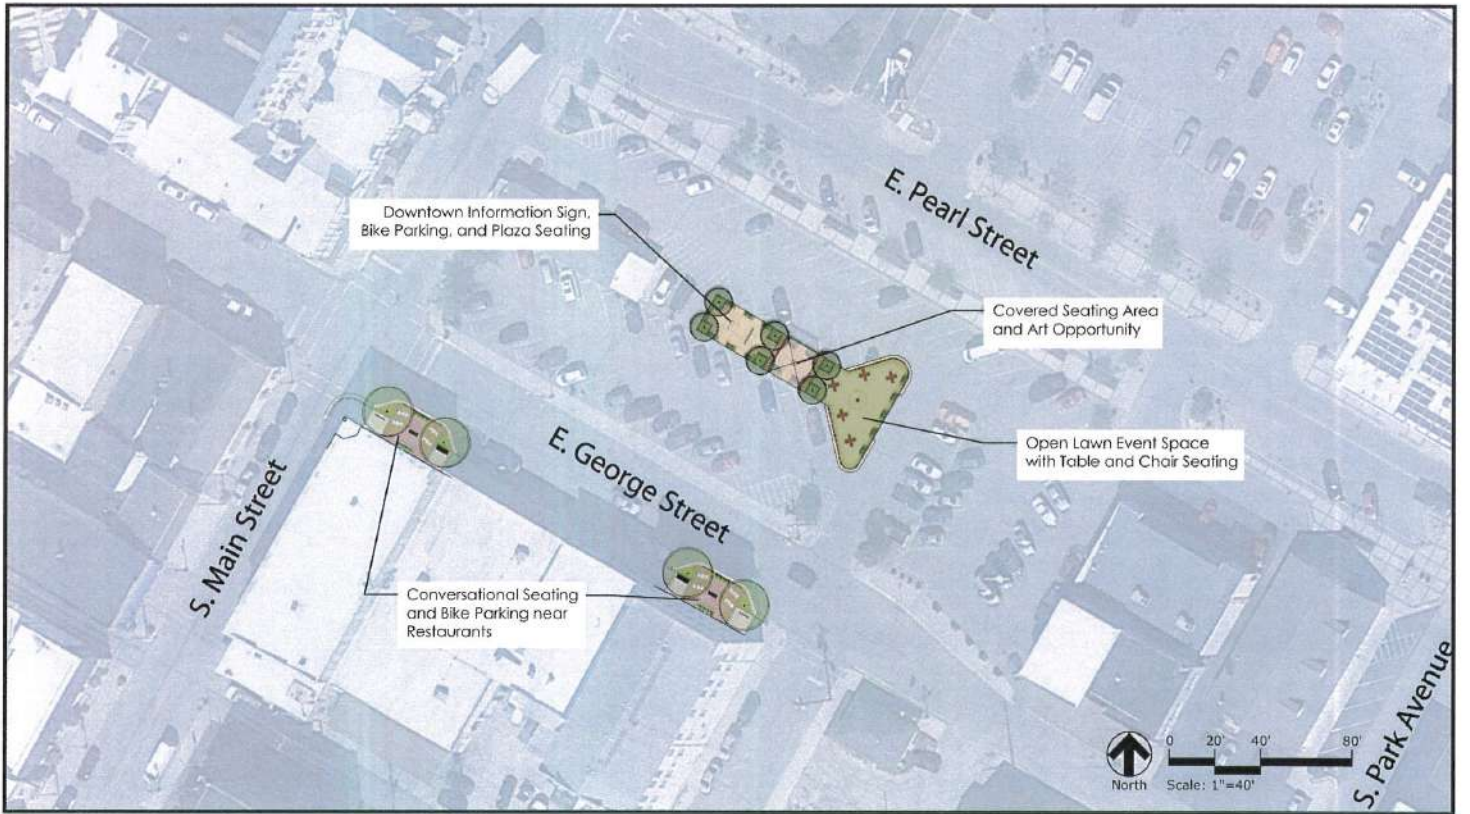 E. Pearl Street
Downtown Information Sign,
Bike Parking, and Plaza Seating
Covered Seating Area
and Art Opportunity
Open Lawn Event Space
with Table and Chair Seating
E. George Street
S. Main Street
Conversational Seating
and Bike Parking near
Restaurants
S. Park Avenue
0 20' 40' 80'
North Scale: 1"=40'